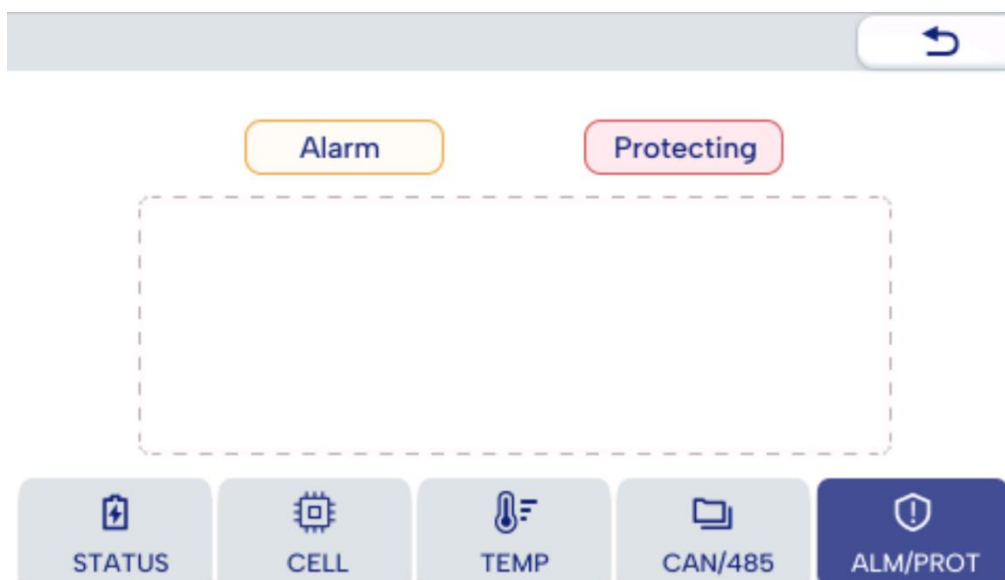 Alarm
Protecting
STATUS
CELL
TEMP
CAN/485
ALM/PROT